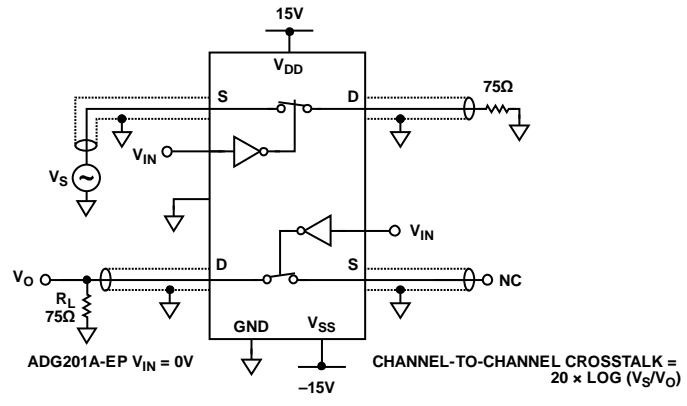 15V
VDD
S
D
75Ω
VIN
VS
VIN
VO
D
S
NC
RL
75Ω
GND
VSS
ADG201A-EP VIN = 0V
–15V
CHANNEL-TO-CHANNEL CROSSTALK =
20 × LOG (VS/VO)